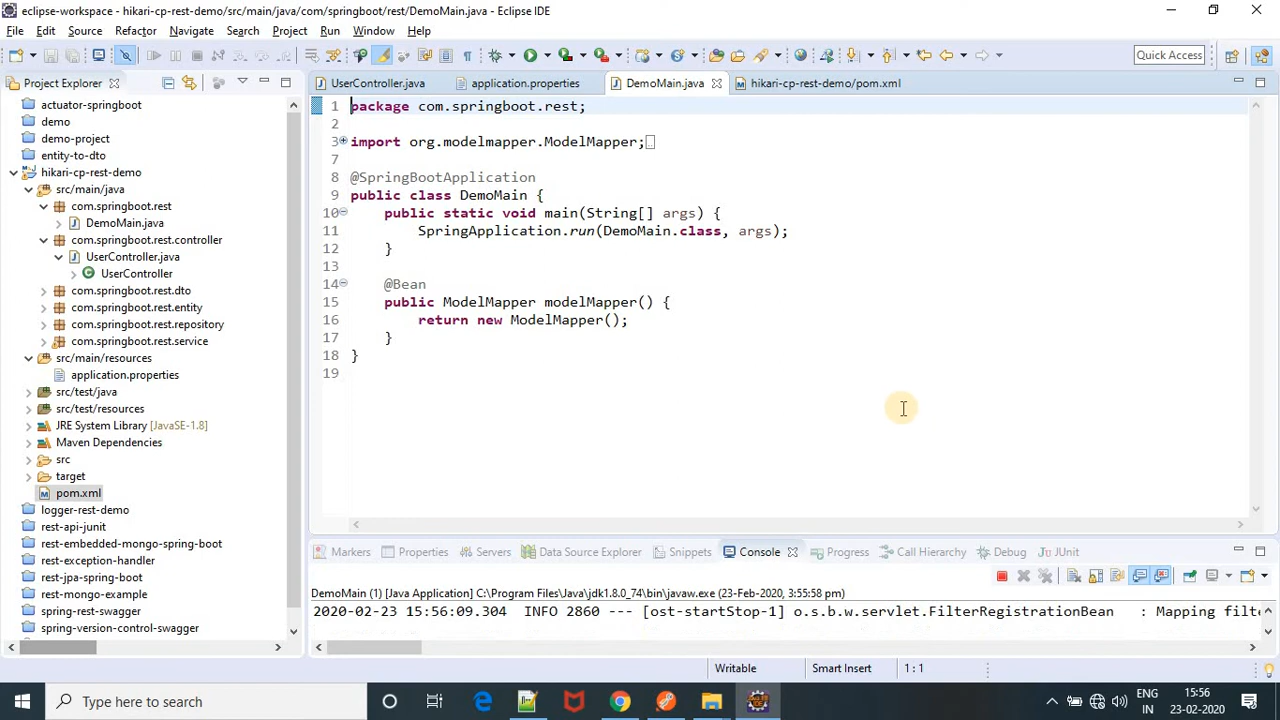 eclipse-workspace - hikari-cp-rest-demo/src/main/java/com/springboot/rest/DemoMain.java - Eclipse IDE
File Edit Source Refactor Navigate Search Project Run Window Help
Quick Access
Project Explorer
UserController.java application.properties DemoMain.java hikari-cp-rest-demo/pom.xml
actuator-springboot
demo
demo-project
entity-to-dto
hikari-cp-rest-demo
src/main/java
com.springboot.rest
DemoMain.java
com.springboot.rest.controller
UserController.java
UserController
com.springboot.rest.dto
com.springboot.rest.entity
com.springboot.rest.repository
com.springboot.rest.service
src/main/resources
application.properties
src/test/java
src/test/resources
JRE System Library [JavaSE-1.8]
Maven Dependencies
src
target
pom.xml
logger-rest-demo
rest-api-junit
rest-embedded-mongo-spring-boot
rest-exception-handler
rest-jpa-spring-boot
rest-mongo-example
spring-rest-swagger
spring-version-control-swagger
1 package com.springboot.rest;
2
3 import org.modelmapper.ModelMapper;
7
8 @SpringBootApplication
9 public class DemoMain {
10 public static void main(String[] args) {
11 SpringApplication.run(DemoMain.class, args);
12 }
13
14 @Bean
15 public ModelMapper modelMapper() {
16 return new ModelMapper();
17 }
18 }
19
Markers Properties Servers Data Source Explorer Snippets Console Progress Call Hierarchy Debug JUnit
DemoMain (1) [Java Application] C:\Program Files\Java\jdk1.8.0_74\bin\javaw.exe (23-Feb-2020, 3:55:58 pm)
2020-02-23 15:56:09.304 INFO 2860 --- [ost-startStop-1] o.s.b.w.servlet.FilterRegistrationBean : Mapping filte
Writable Smart Insert 1 : 1
Type here to search
ENG
IN
15:56
23-02-2020